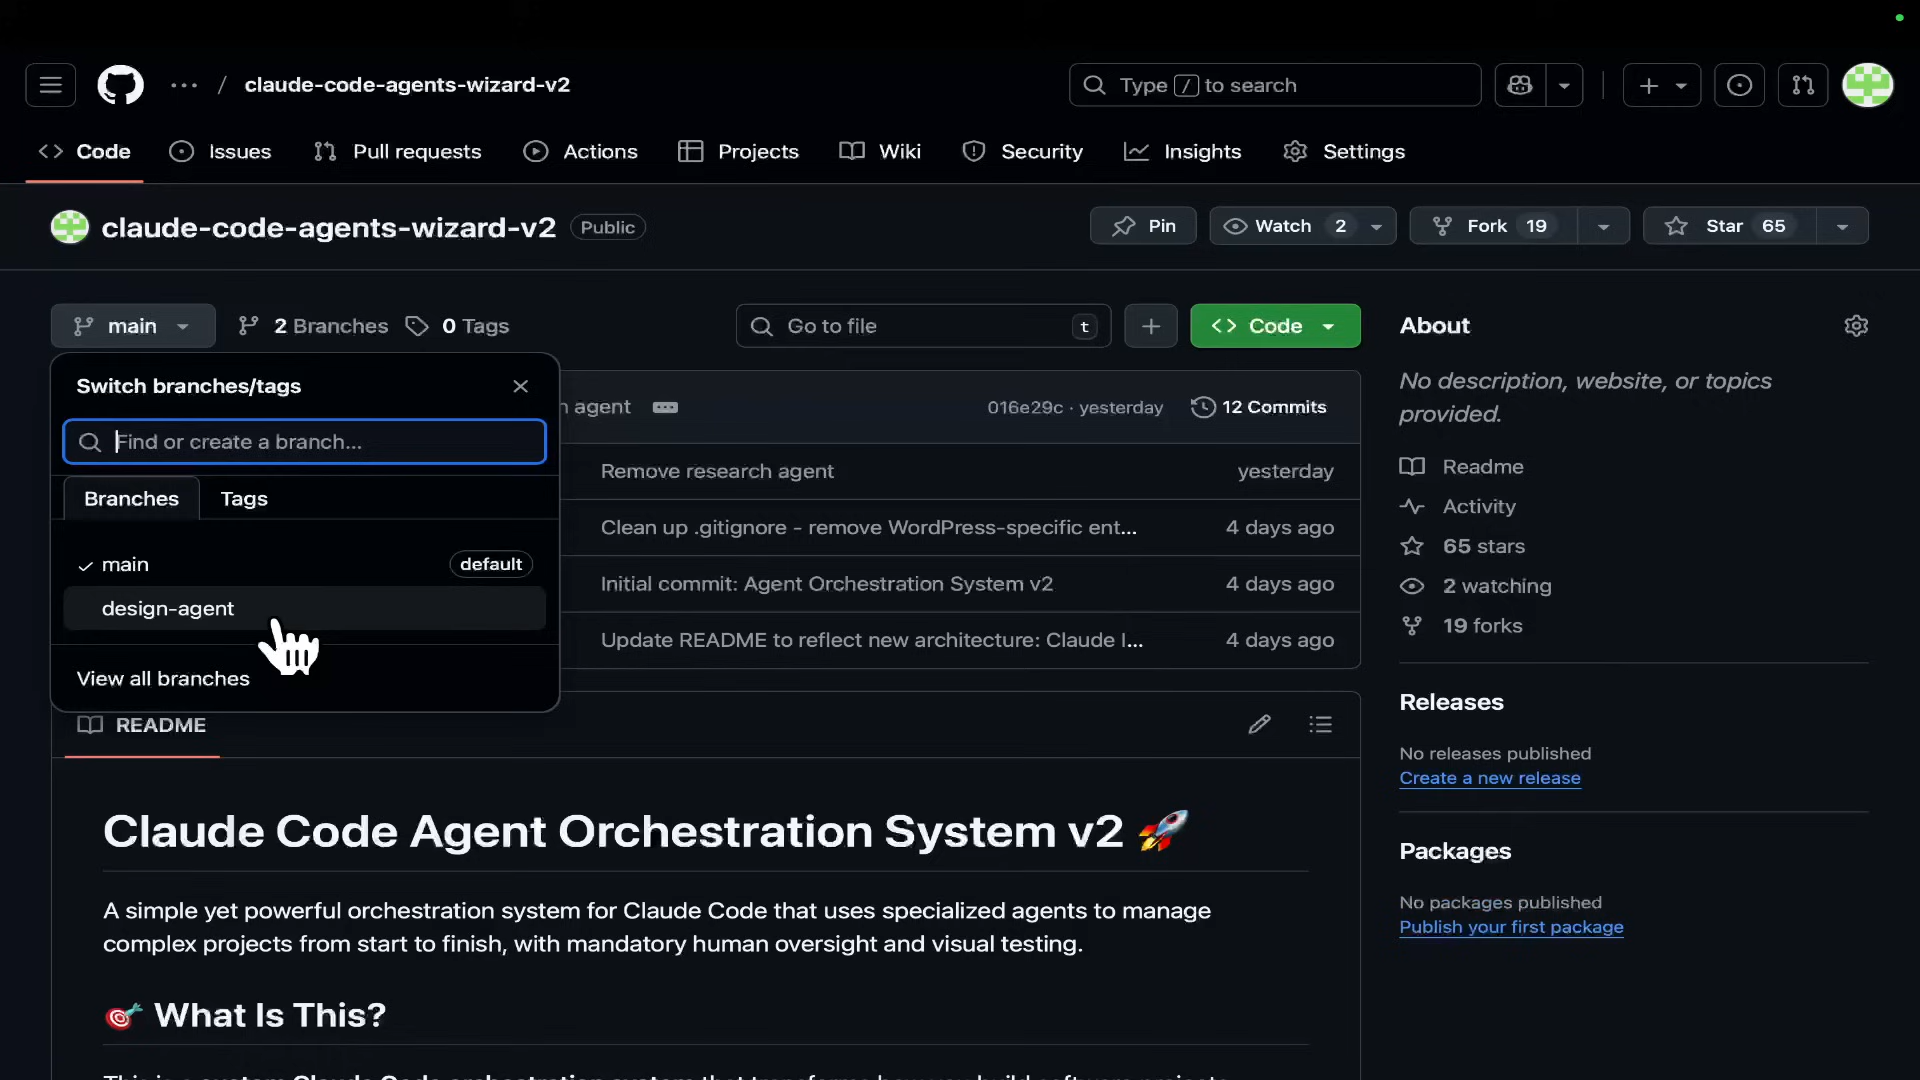 ... / claude-code-agents-wizard-v2
Type / to search
Code Issues Pull requests Actions Projects Wiki Security Insights Settings
claude-code-agents-wizard-v2 Public
Pin Watch 2 Fork 19 Star 65
main 2 Branches 0 Tags
Go to file t
Code
Switch branches/tags
Find or create a branch...
Branches Tags
main default
design-agent
View all branches
agent 016e29c · yesterday 12 Commits
Remove research agent yesterday
Clean up .gitignore - remove WordPress-specific ent... 4 days ago
Initial commit: Agent Orchestration System v2 4 days ago
Update README to reflect new architecture: Claude I... 4 days ago
README
Claude Code Agent Orchestration System v2 🚀
A simple yet powerful orchestration system for Claude Code that uses specialized agents to manage
complex projects from start to finish, with mandatory human oversight and visual testing.
🎯 What Is This?
About
No description, website, or topics
provided.
Readme
Activity
65 stars
2 watching
19 forks
Releases
No releases published
Create a new release
Packages
No packages published
Publish your first package